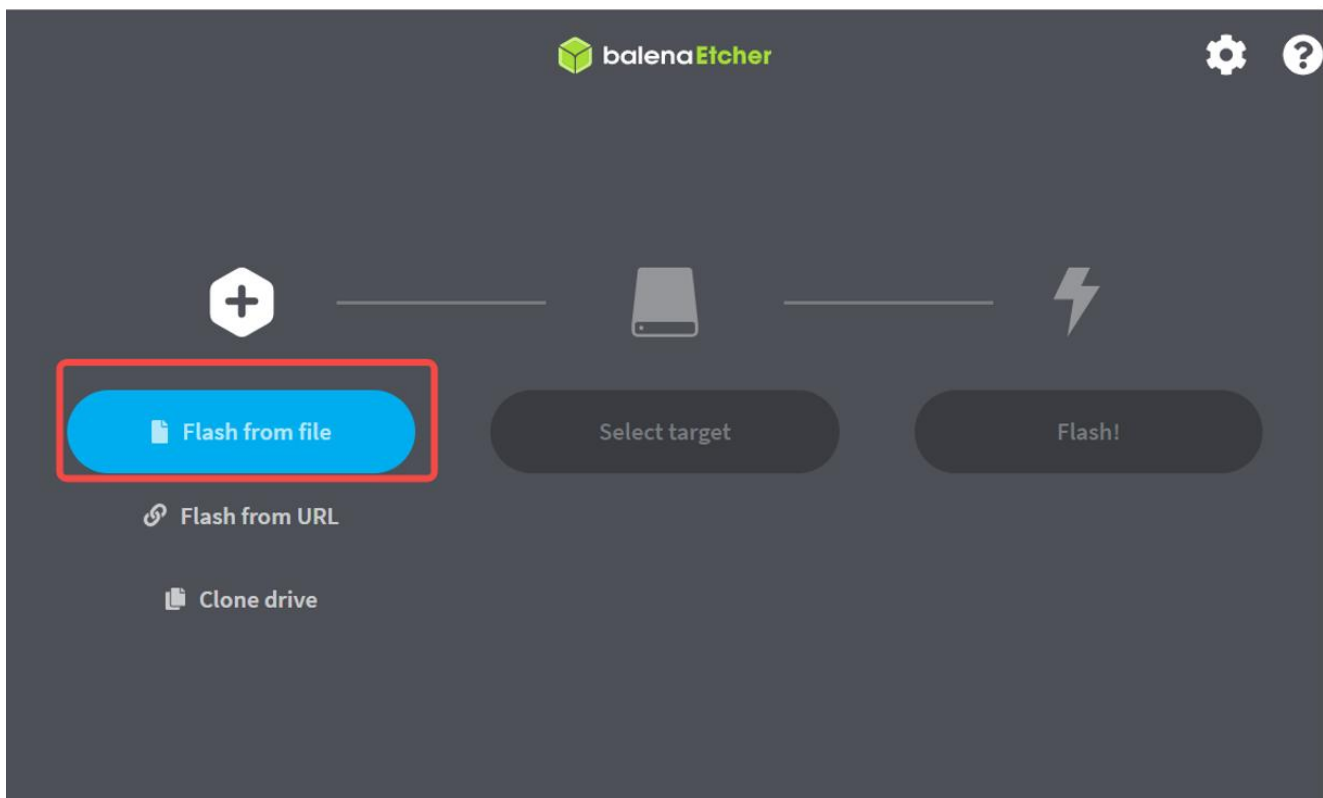 balenaEtcher
Flash from file
Select target
Flash!
Flash from URL
Clone drive